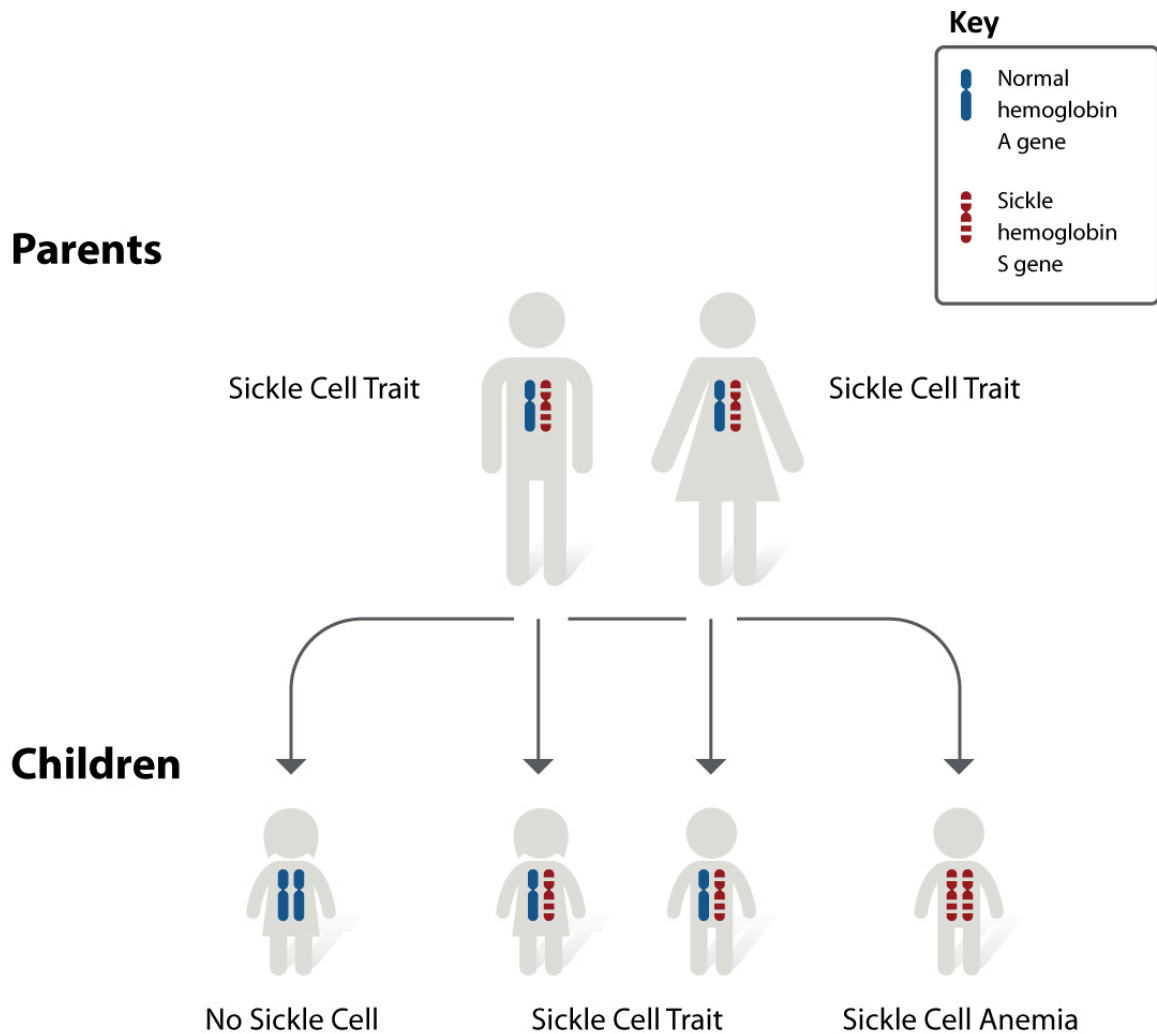 Key
Normal
hemoglobin
A gene
Sickle
hemoglobin
S gene
Parents
Sickle Cell Trait
Sickle Cell Trait
Children
No Sickle Cell
Sickle Cell Trait
Sickle Cell Anemia